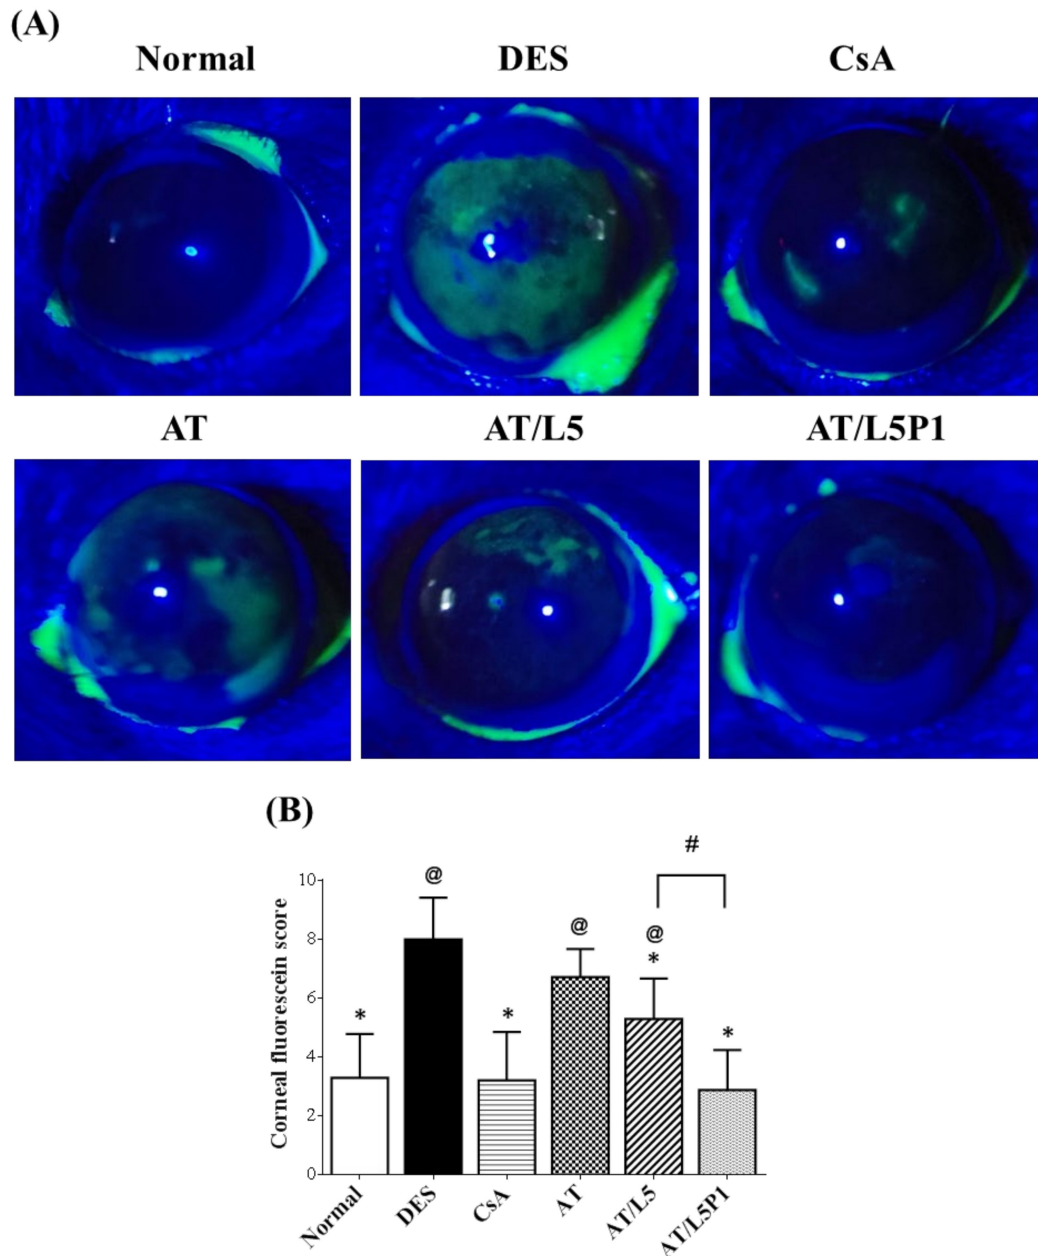 (A)
Normal DES CsA
AT AT/L5 AT/L5P1
(B)
#
@
@
@
* * * *
Corneal fluorescein score
10
8
6
4
2
0
Normal DES CsA AT AT/L5 AT/L5P1